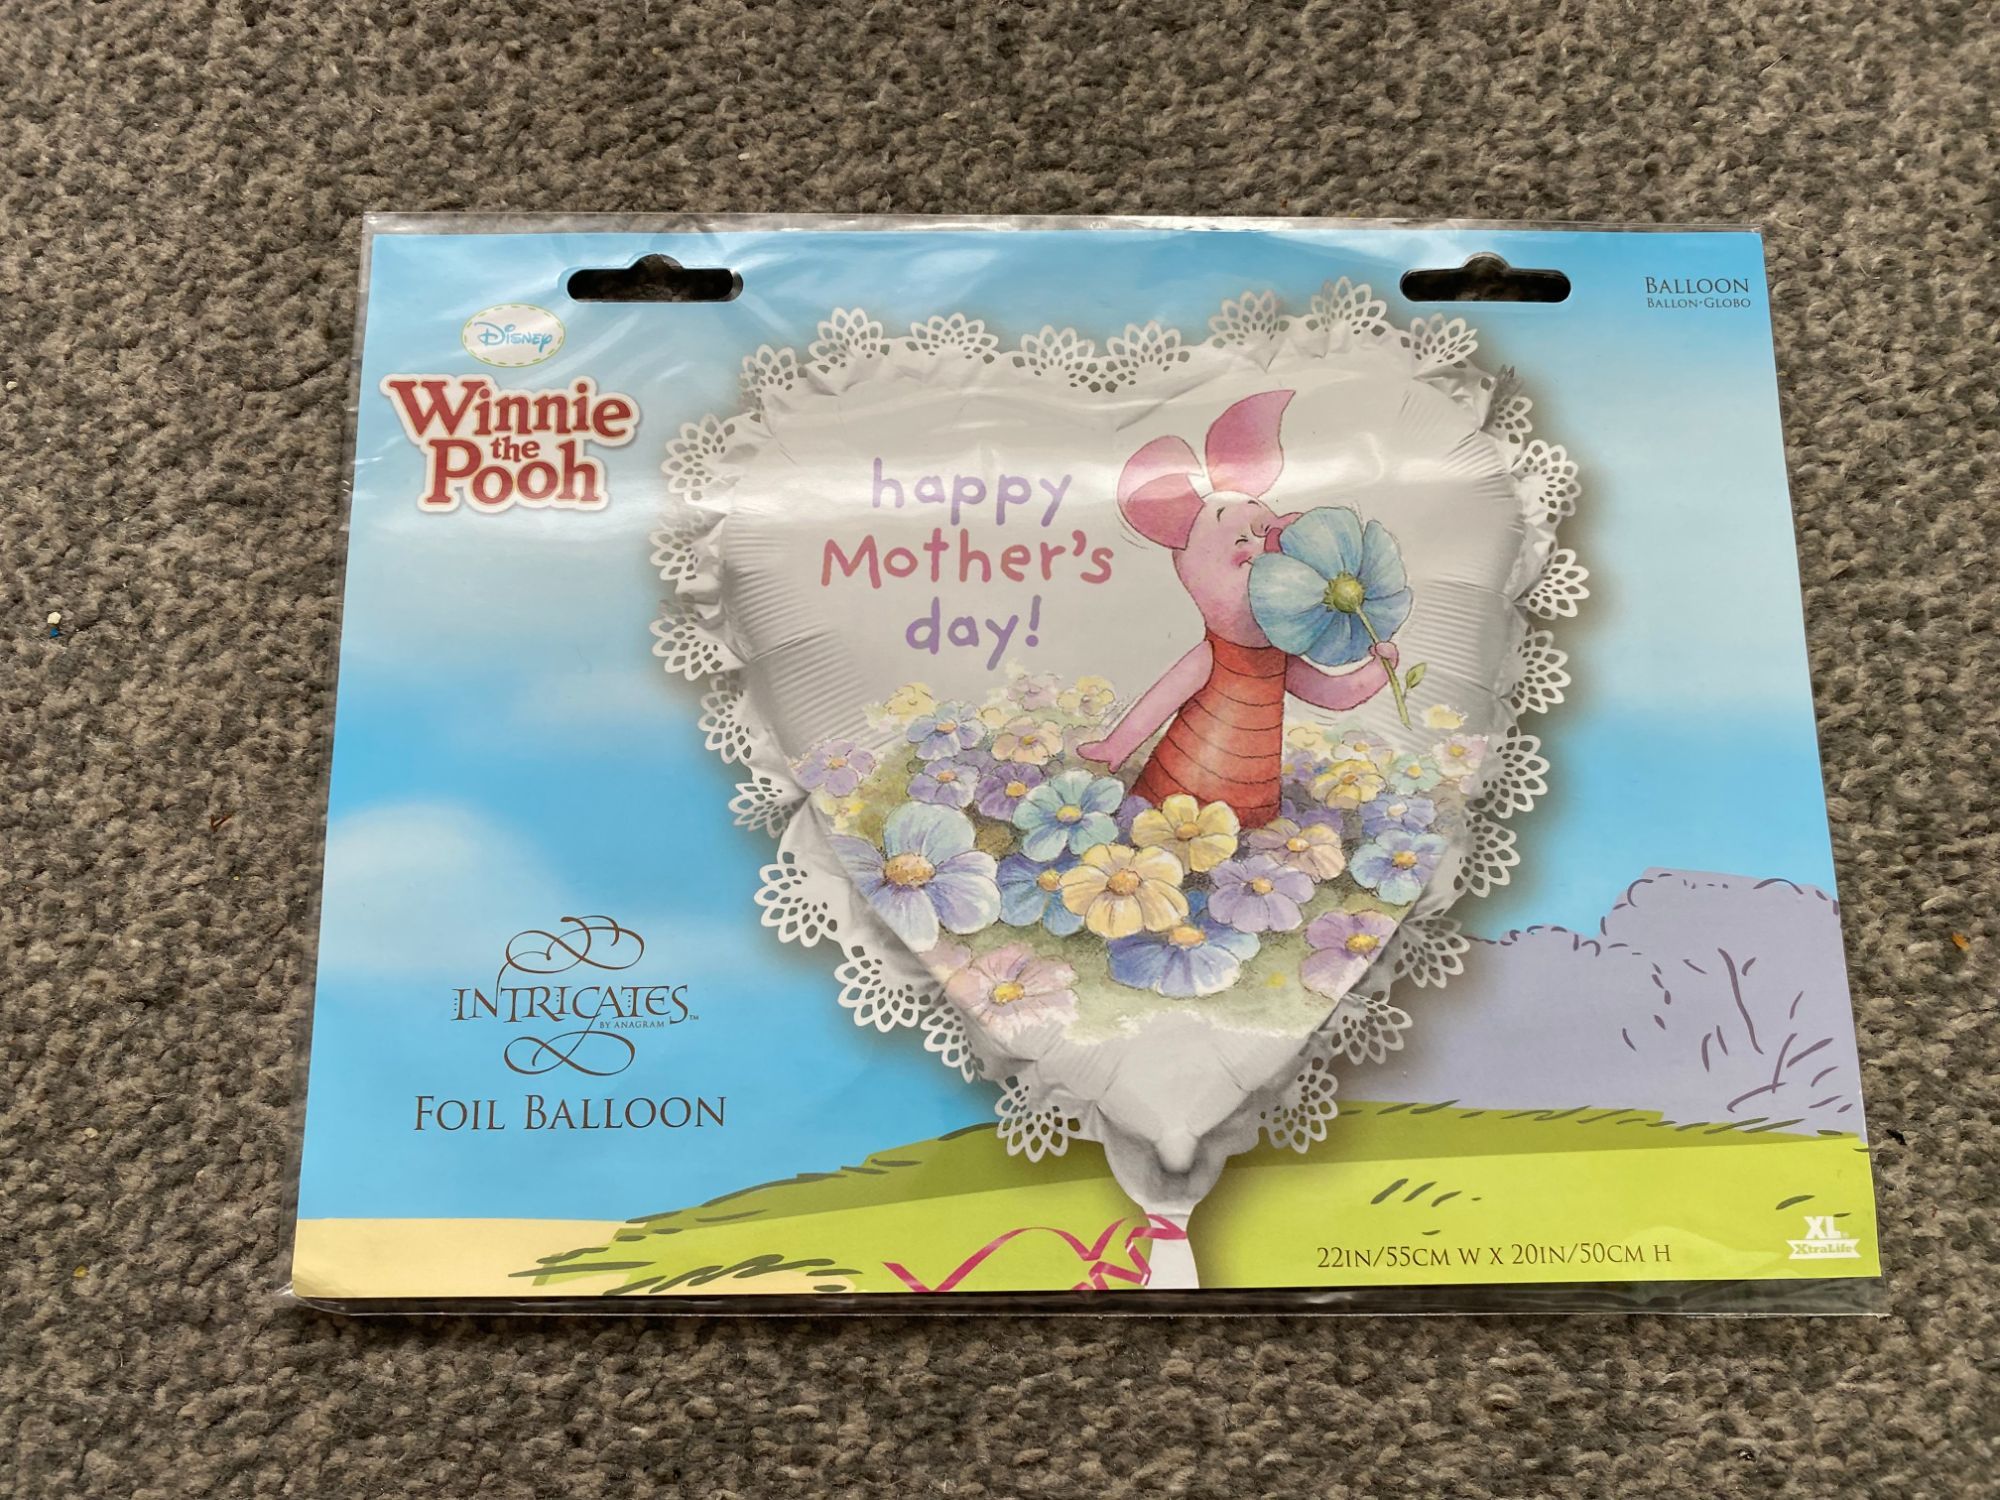 BALLOON
BALLON·GLOBO
Disney
Winnie
the
Pooh
happy
Mother's
day!
INTRICATES™
BY ANAGRAM
FOIL BALLOON
22IN/55CM W X 20IN/50CM H
XL
XtraLife